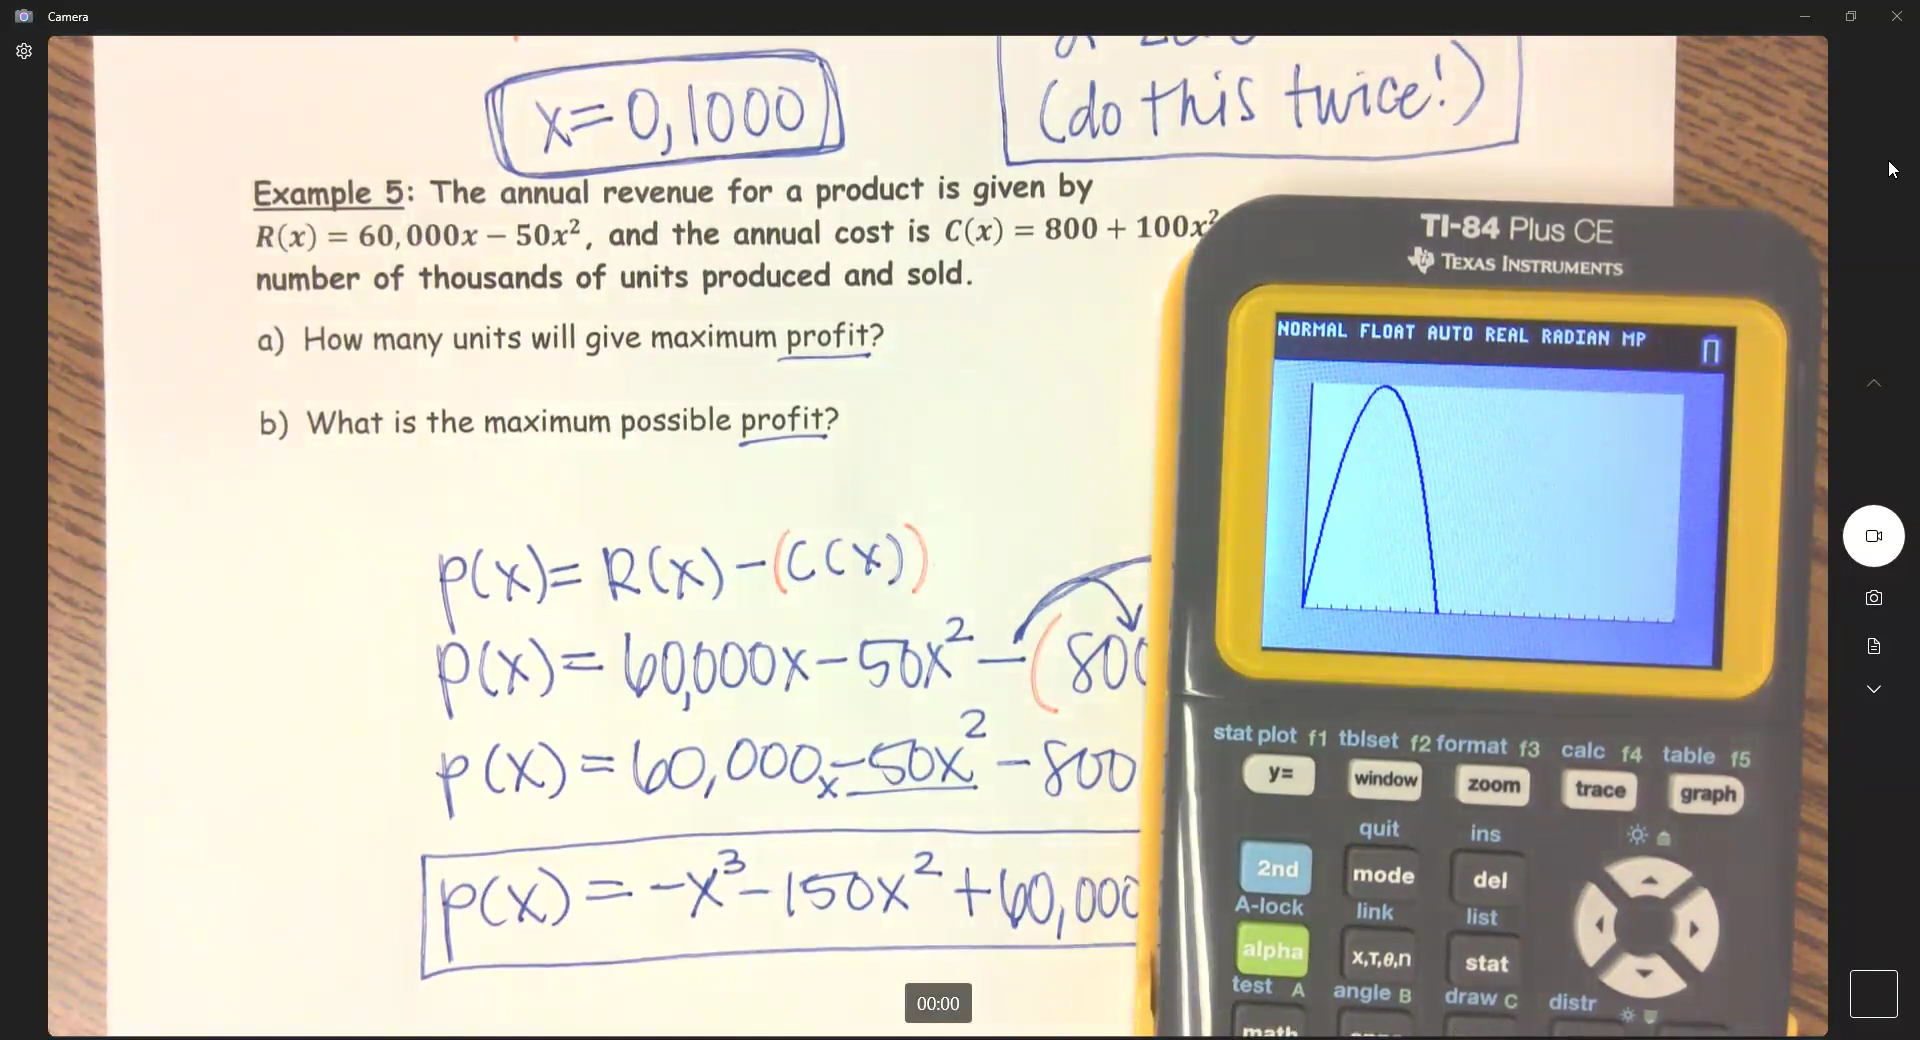 Camera
(do this twice!)
x=0,1000
Example 5: The annual revenue for a product is given by
R(x) = 60,000x − 50x², and the annual cost is C(x) = 800 + 100x²
number of thousands of units produced and sold.
a) How many units will give maximum profit?
b) What is the maximum possible profit?
p(x)= R(x) -(C(x))
p(x)= 60,000x-50x² - (800
p(x) = 60,000x-50x² -800
p(x) = -x³-150x² +60,000
00:00
TI-84 Plus CE
TEXAS INSTRUMENTS
NORMAL FLOAT AUTO REAL RADIAN MP
stat plot f1 tblset f2 format f3 calc f4 table f5
y= window zoom trace graph
quit ins
2nd mode del
A-lock link list
alpha X,T,θ,n stat
test A angle B draw C distr
math